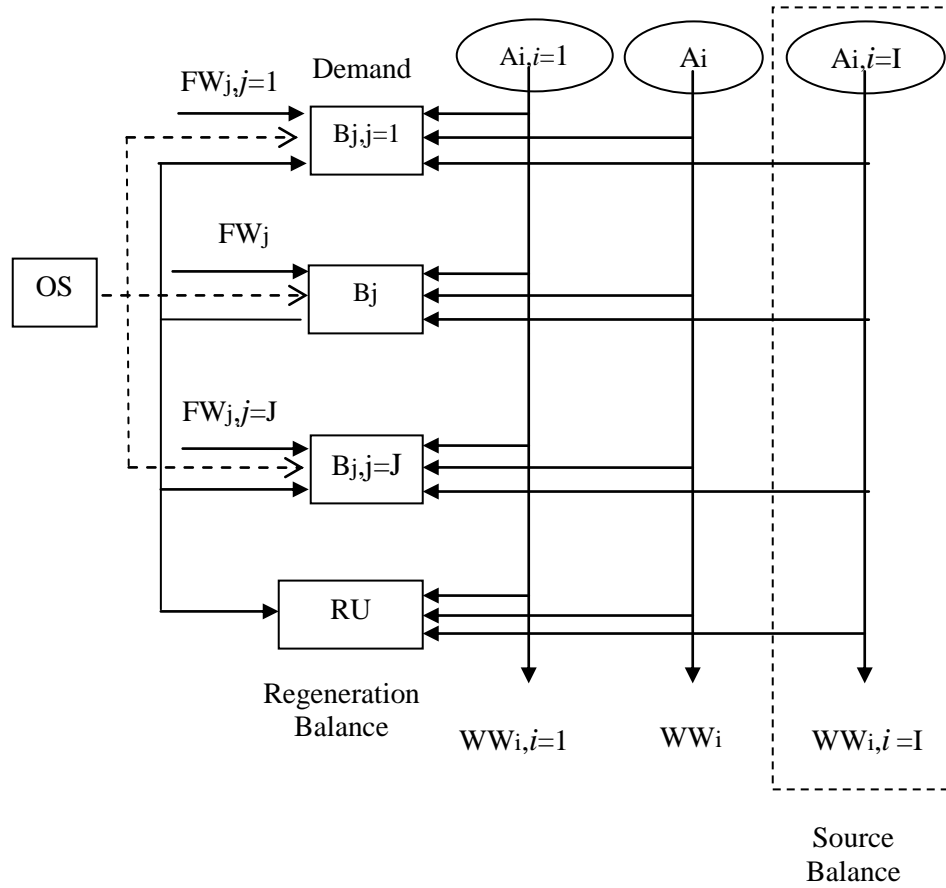 Ai,i=1
Ai
Ai,i=I
Demand
FWj,j=1
Bj,j=1
FWj
OS
Bj
FWj,j=J
Bj,j=J
RU
Regeneration
Balance
WWi,i=1
WWi
WWi,i =I
Source
Balance